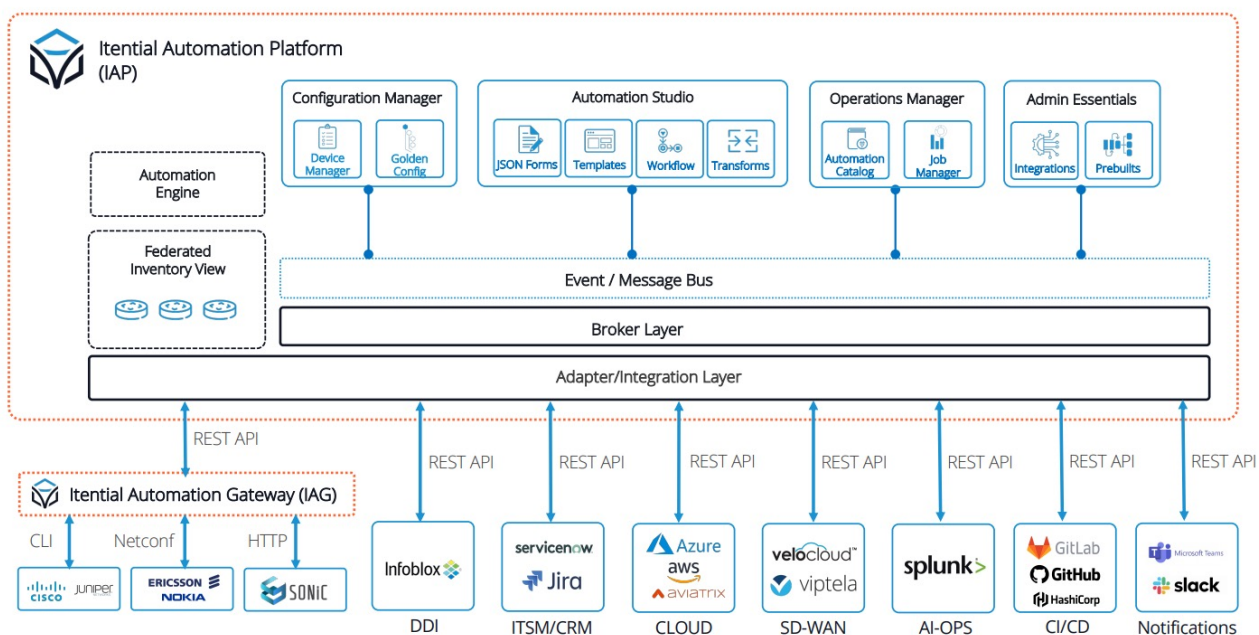 Itential Automation Platform
(IAP)
Configuration Manager
Device
Manager
Golden
Config
Automation Studio
JSON Forms
Templates
Workflow
Transforms
Operations Manager
Automation
Catalog
Job
Manager
Admin Essentials
Integrations
Prebuilts
Automation
Engine
Federated
Inventory View
Event / Message Bus
Broker Layer
Adapter/Integration Layer
REST API
REST API
REST API
REST API
REST API
REST API
REST API
REST API
Itential Automation Gateway (IAG)
CLI
Netconf
HTTP
CISCO
JUNIPER
ERICSSON
NOKIA
SONiC
Infoblox
DDI
servicenow
Jira
ITSM/CRM
Azure
aws
AVIATRIX
CLOUD
velocloud™
viptela
SD-WAN
splunk>
AI-OPS
GitLab
GitHub
HashiCorp
CI/CD
Microsoft Teams
slack
Notifications